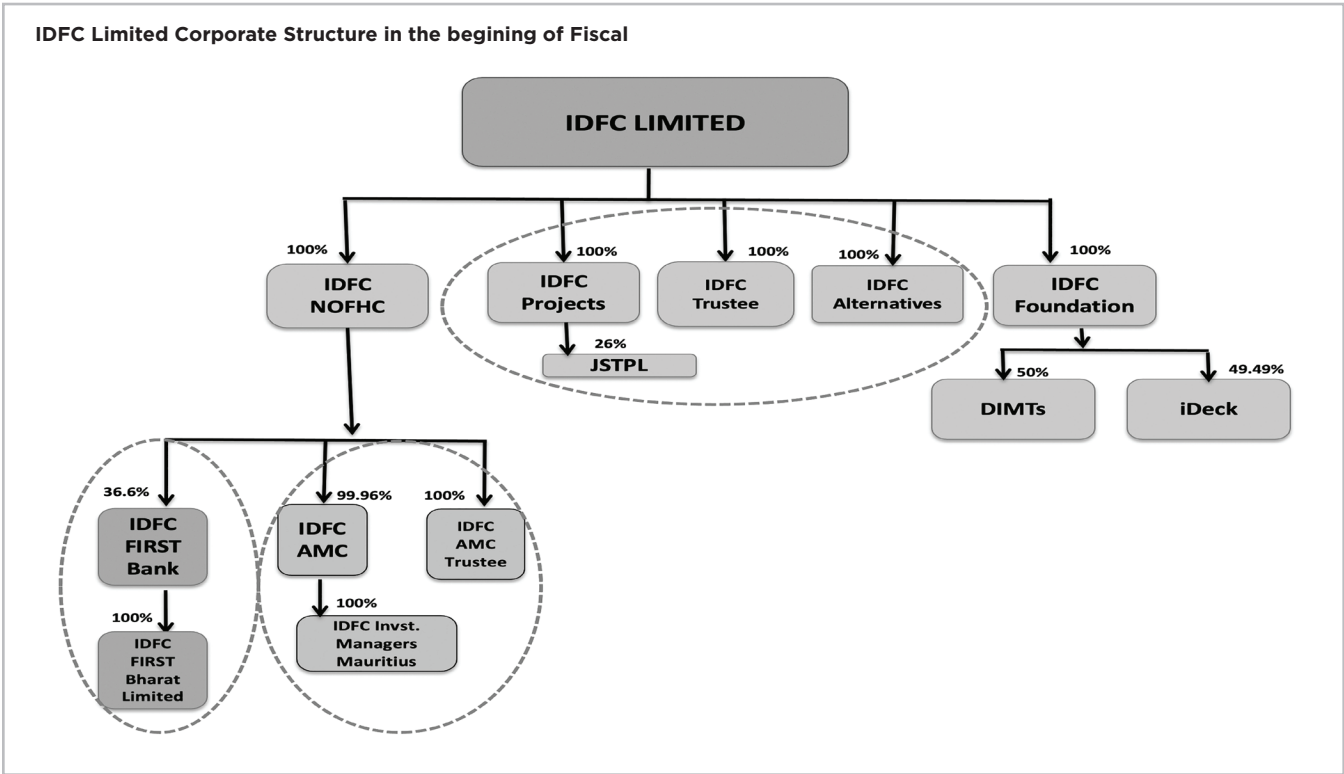 IDFC Limited Corporate Structure in the begining of Fiscal
IDFC LIMITED
100%
IDFC
NOFHC
100%
IDFC
Projects
26%
JSTPL
100%
IDFC
Trustee
100%
IDFC
Alternatives
100%
IDFC
Foundation
50%
DIMTs
49.49%
iDeck
36.6%
IDFC
FIRST
Bank
100%
IDFC
FIRST
Bharat
Limited
99.96%
IDFC
AMC
100%
IDFC Invst.
Managers
Mauritius
100%
IDFC
AMC
Trustee